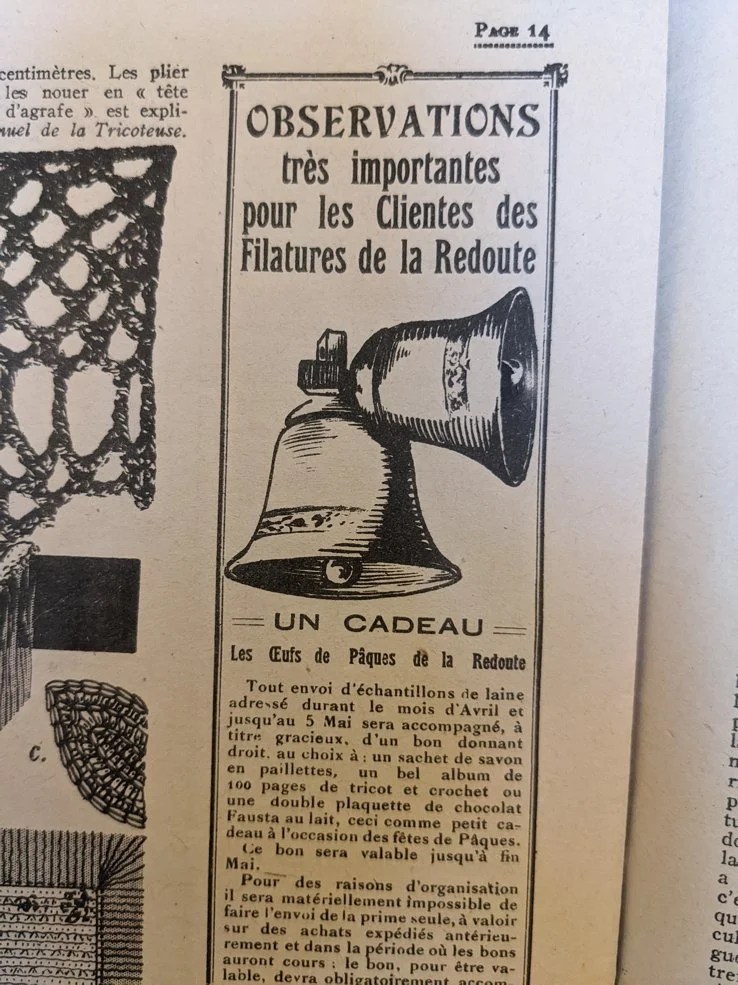 PAGE 14
centimètres. Les plier
les nouer en « tête
d'agrafe » est expli-
nuel de la Tricoteuse.
C.
OBSERVATIONS
très importantes
pour les Clientes des
Filatures de la Redoute
UN CADEAU
Les Œufs de Pâques de la Redoute
Tout envoi d'échantillons de laine
adressé durant le mois d'Avril et
jusqu'au 5 Mai sera accompagné, à
titre gracieux, d'un bon donnant
droit, au choix à : un sachet de savon
en paillettes, un bel album de
100 pages de tricot et crochet ou
une double plaquette de chocolat
Fausta au lait, ceci comme petit ca-
deau à l'occasion des fêtes de Pâques.
Ce bon sera valable jusqu'à fin
Mai.
Pour des raisons d'organisation
il sera matériellement impossible de
faire l'envoi de la prime seule, à valoir
sur des achats expédiés antérieu-
rement et dans la période où les bons
auront cours ; le bon, pour être va-
lable, devra obligatoirement accom-